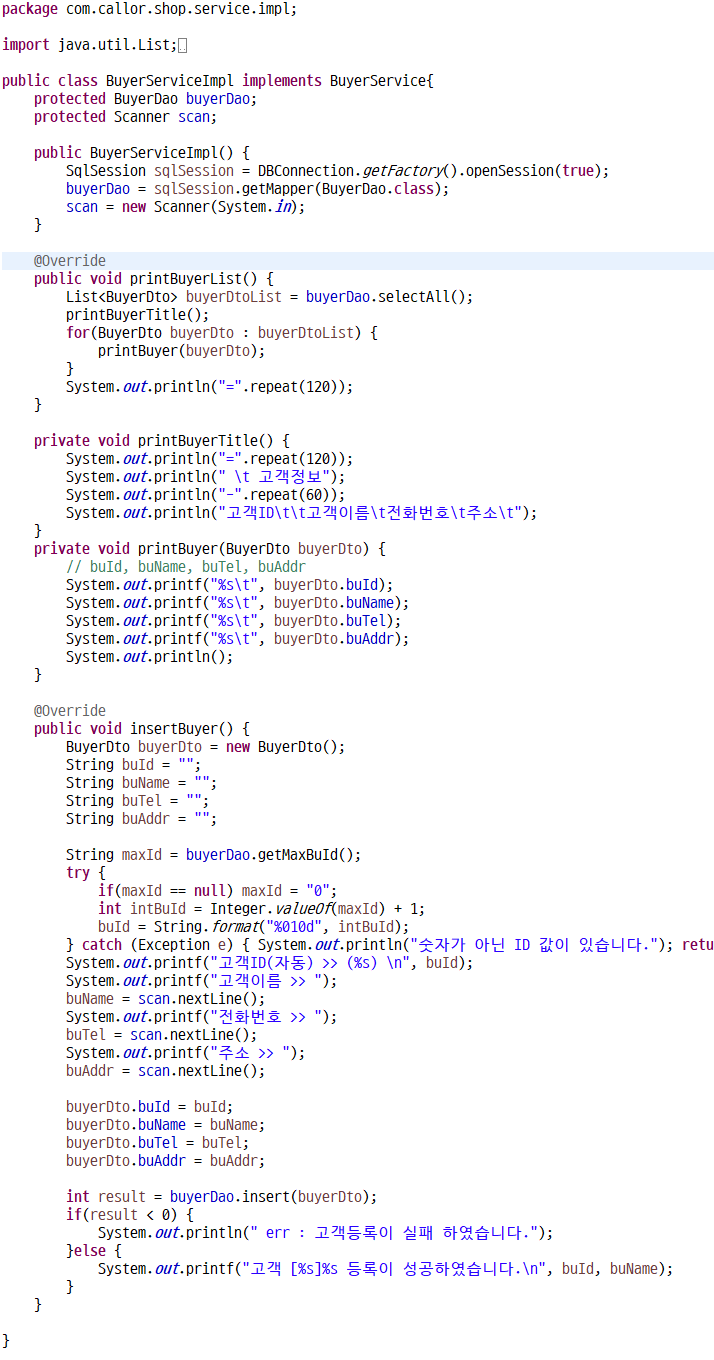 package com.callor.shop.service.impl;
import java.util.List;
public class BuyerServiceImpl implements BuyerService{
protected BuyerDao buyerDao;
protected Scanner scan;
public BuyerServiceImpl() {
SqlSession sqlSession = DBConnection.getFactory().openSession(true);
buyerDao = sqlSession.getMapper(BuyerDao.class);
scan = new Scanner(System.in);
}
@Override
public void printBuyerList() {
List<BuyerDto> buyerDtoList = buyerDao.selectAll();
printBuyerTitle();
for(BuyerDto buyerDto : buyerDtoList) {
printBuyer(buyerDto);
}
System.out.println("=".repeat(120));
}
private void printBuyerTitle() {
System.out.println("=".repeat(120));
System.out.println(" \t 고객정보");
System.out.println("-".repeat(60));
System.out.println("고객ID\t\t고객이름\t전화번호\t주소\t");
}
private void printBuyer(BuyerDto buyerDto) {
// buId, buName, buTel, buAddr
System.out.printf("%s\t", buyerDto.buId);
System.out.printf("%s\t", buyerDto.buName);
System.out.printf("%s\t", buyerDto.buTel);
System.out.printf("%s\t", buyerDto.buAddr);
System.out.println();
}
@Override
public void insertBuyer() {
BuyerDto buyerDto = new BuyerDto();
String buId = "";
String buName = "";
String buTel = "";
String buAddr = "";
String maxId = buyerDao.getMaxBuId();
try {
if(maxId == null) maxId = "0";
int intBuId = Integer.valueOf(maxId) + 1;
buId = String.format("%010d", intBuId);
} catch (Exception e) { System.out.println("숫자가 아닌 ID 값이 있습니다."); retu
System.out.printf("고객ID(자동) >> (%s) \n", buId);
System.out.printf("고객이름 >> ");
buName = scan.nextLine();
System.out.printf("전화번호 >> ");
buTel = scan.nextLine();
System.out.printf("주소 >> ");
buAddr = scan.nextLine();
buyerDto.buId = buId;
buyerDto.buName = buName;
buyerDto.buTel = buTel;
buyerDto.buAddr = buAddr;
int result = buyerDao.insert(buyerDto);
if(result < 0) {
System.out.println(" err : 고객등록이 실패 하였습니다.");
}else {
System.out.printf("고객 [%s]%s 등록이 성공하였습니다.\n", buId, buName);
}
}
}